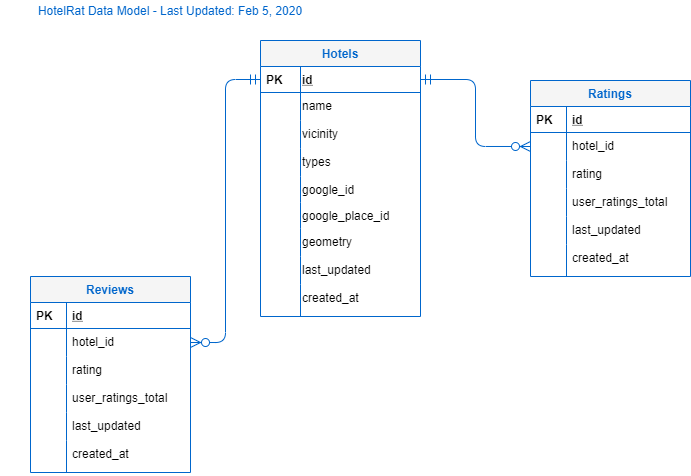 HotelRat Data Model - Last Updated: Feb 5, 2020
Hotels
PK id
name
vicinity
types
google_id
google_place_id
geometry
last_updated
created_at
Ratings
PK id
hotel_id
rating
user_ratings_total
last_updated
created_at
Reviews
PK id
hotel_id
rating
user_ratings_total
last_updated
created_at